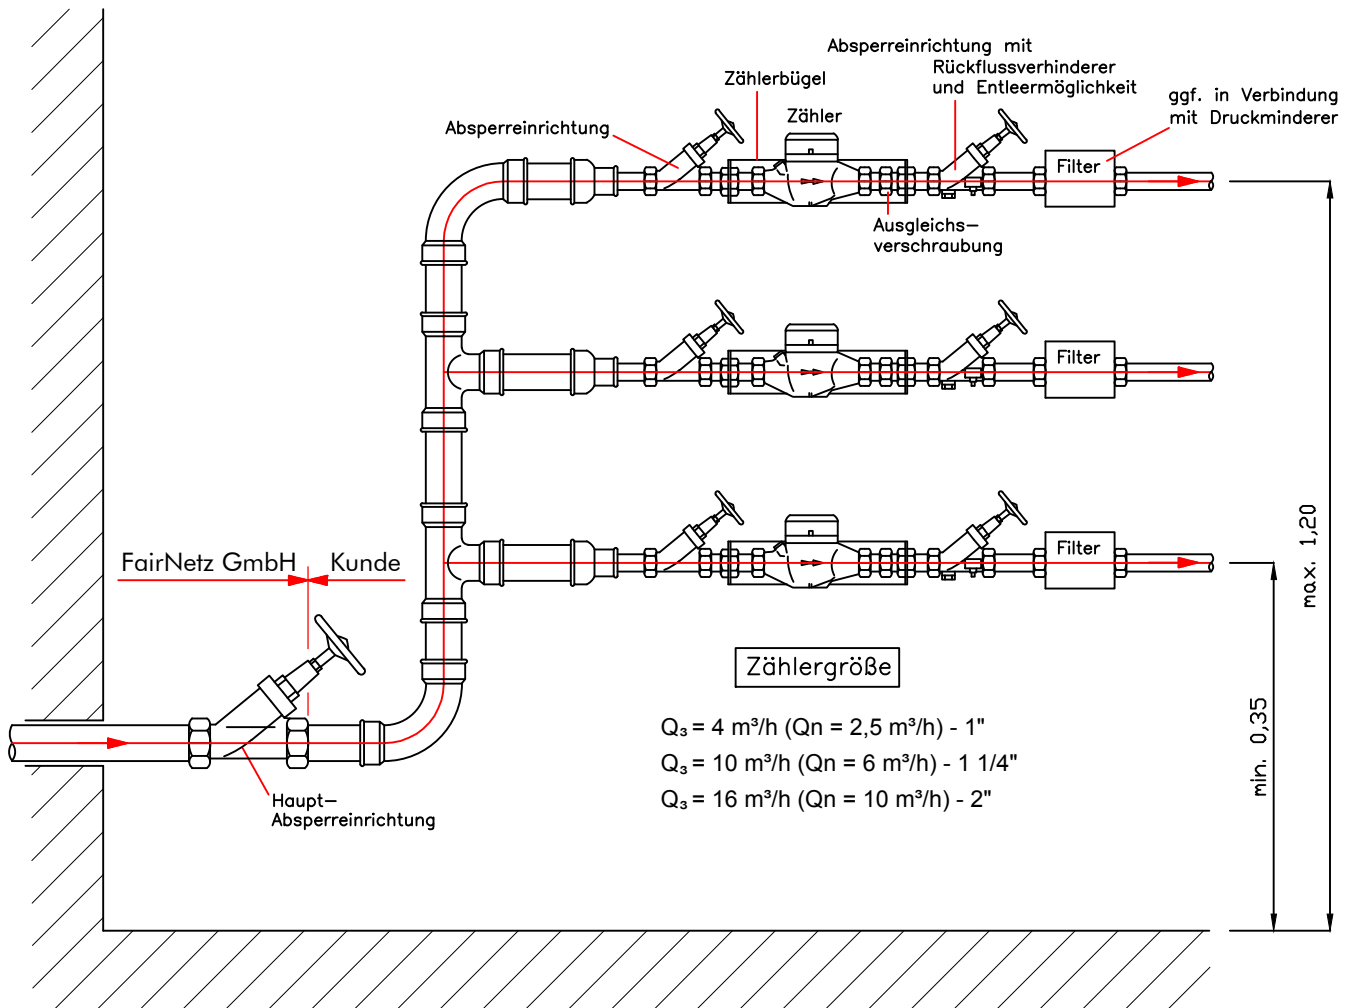 Absperreinrichtung mit
Rückflussverhinderer
und Entleermöglichkeit
Zählerbügel
ggf. in Verbindung
mit Druckminderer
Zähler
Absperreinrichtung
Filter
Ausgleichs-
verschraubung
Filter
Filter
max. 1,20
min. 0,35
FairNetz GmbH
Kunde
Zählergröße
Q₃ = 4 m³/h (Qn = 2,5 m³/h) - 1"
Q₃ = 10 m³/h (Qn = 6 m³/h) - 1 1/4"
Q₃ = 16 m³/h (Qn = 10 m³/h) - 2"
Haupt-
Absperreinrichtung